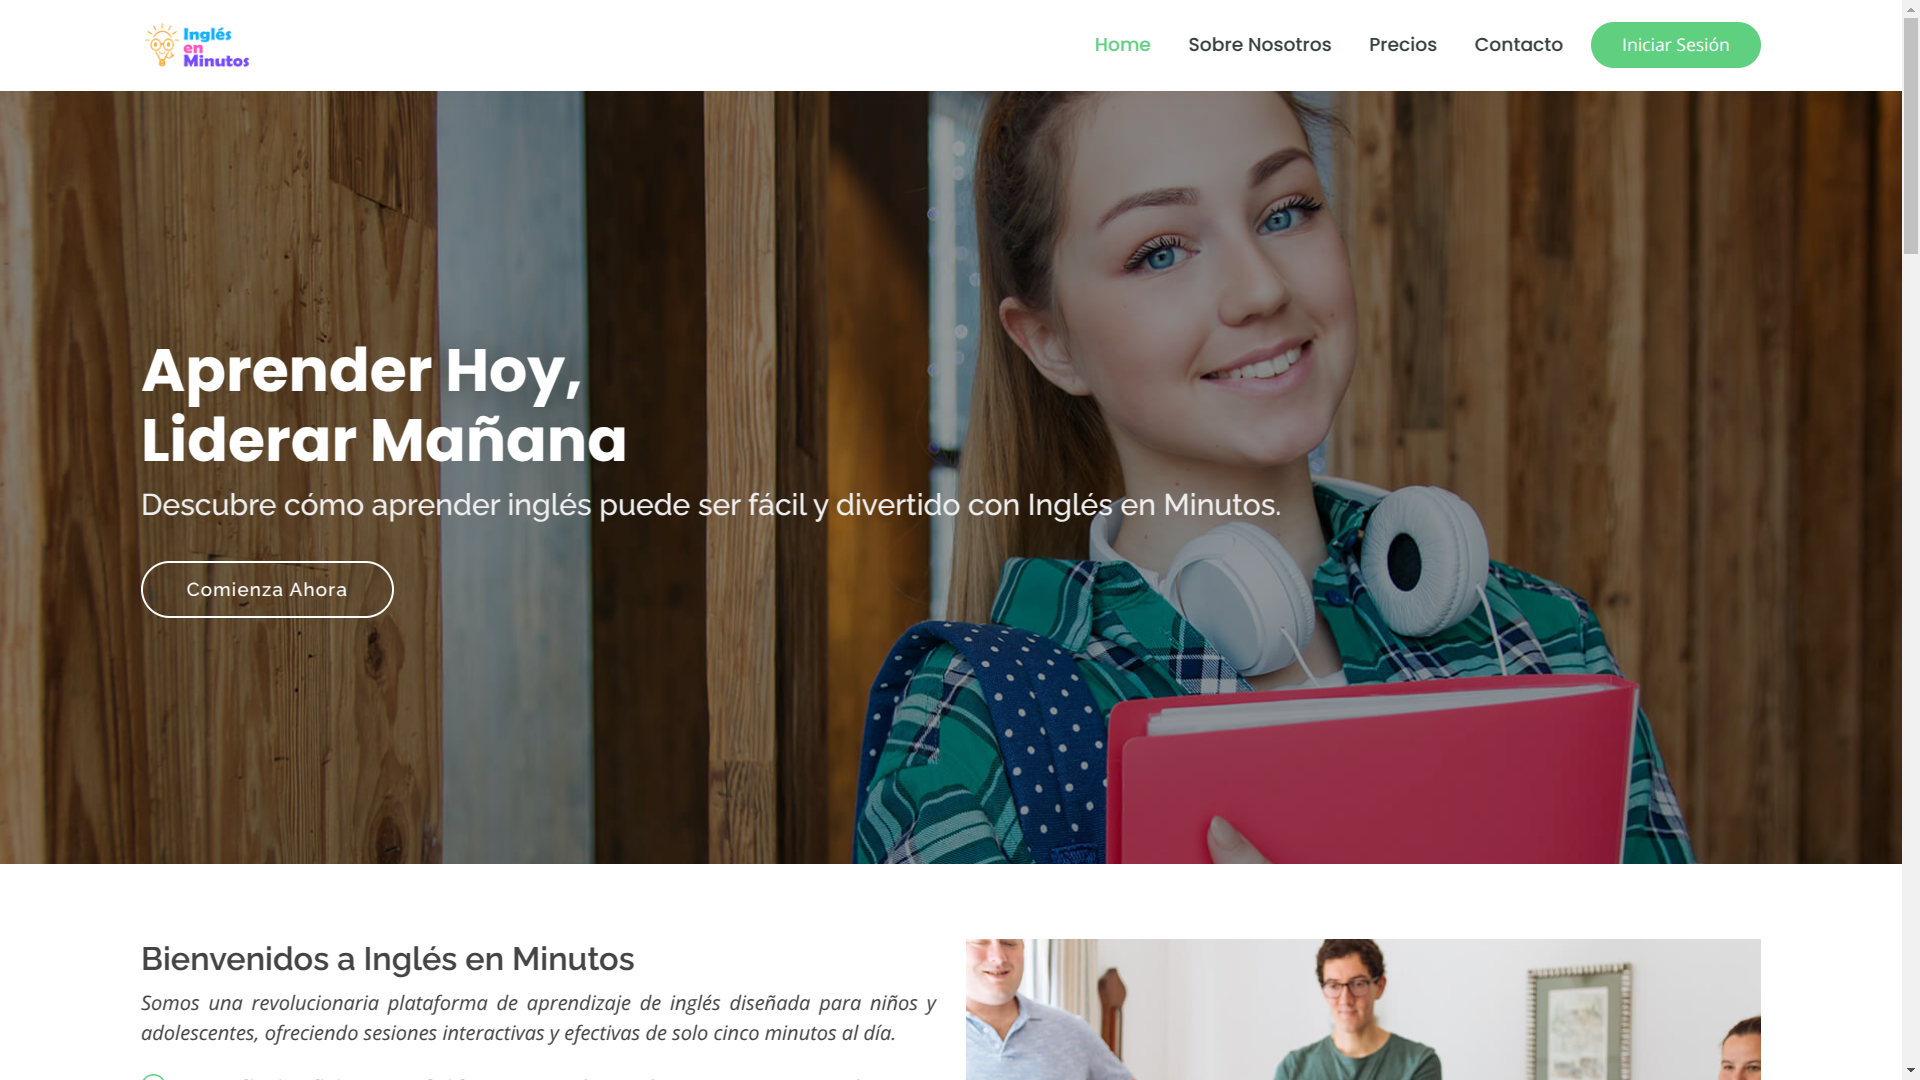 Inglés
en
Minutos
Home
Sobre Nosotros
Precios
Contacto
Iniciar Sesión
Aprender Hoy,
Liderar Mañana
Descubre cómo aprender inglés puede ser fácil y divertido con Inglés en Minutos.
Comienza Ahora
Bienvenidos a Inglés en Minutos
Somos una revolucionaria plataforma de aprendizaje de inglés diseñada para niños y
adolescentes, ofreciendo sesiones interactivas y efectivas de solo cinco minutos al día.